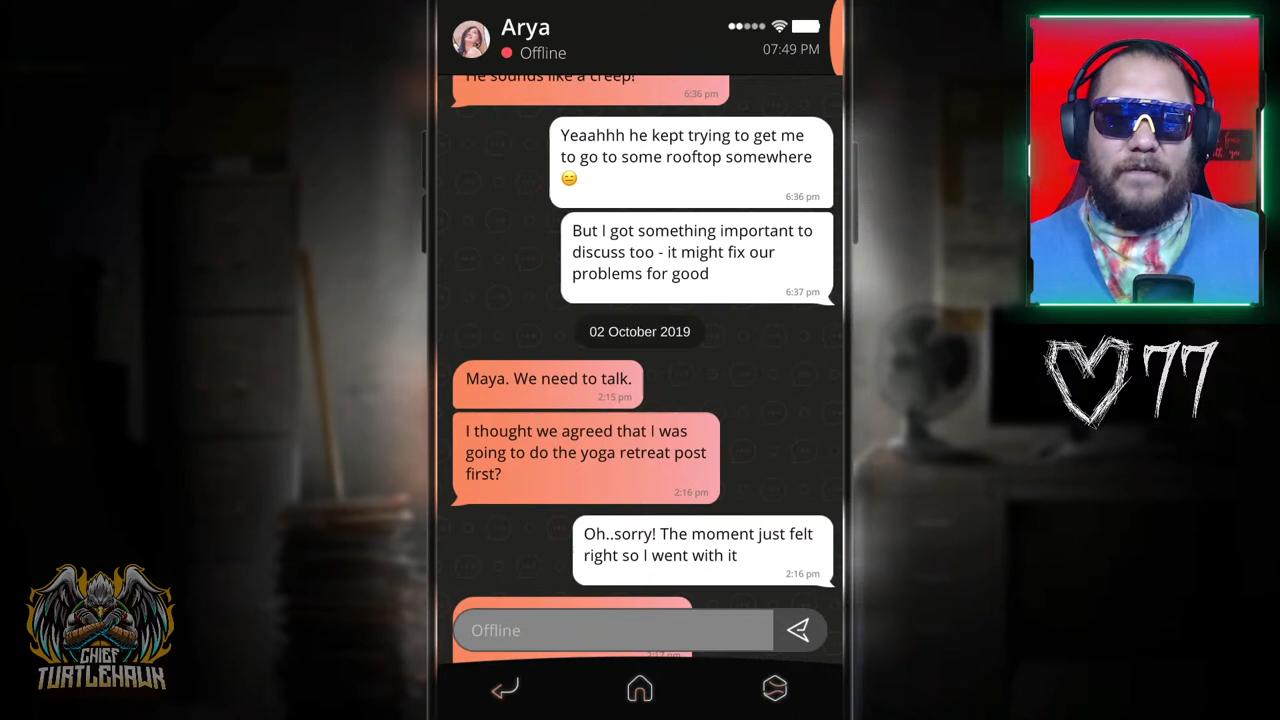 Arya
Offline
07:49 PM
He sounds like a creep!
6:36 pm
Yeaahhh he kept trying to get me
to go to some rooftop somewhere
😑
6:36 pm
But I got something important to
discuss too - it might fix our
problems for good
6:37 pm
02 October 2019
Maya. We need to talk.
2:15 pm
I thought we agreed that I was
going to do the yoga retreat post
first?
2:16 pm
Oh..sorry! The moment just felt
right so I went with it
2:16 pm
2:17 pm
Offline
77
CHIEF
TURTLEHAWK